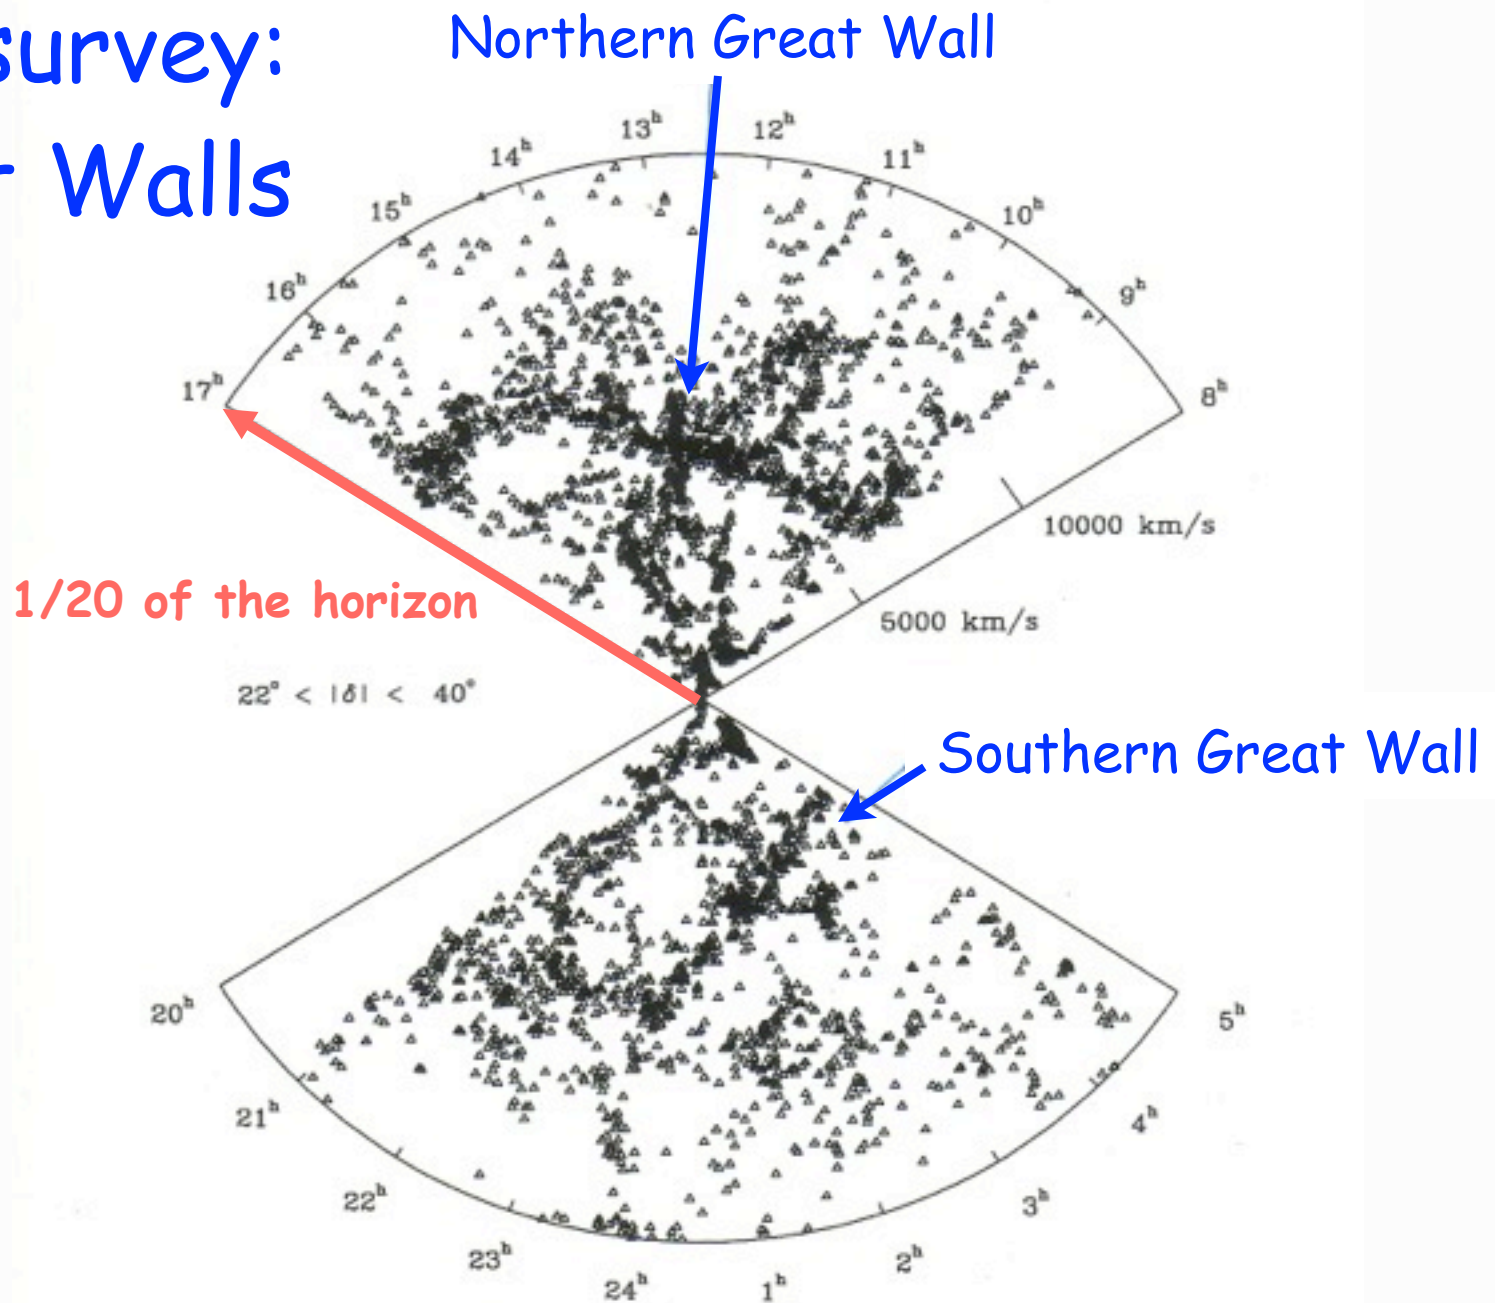 survey:
Walls
Northern Great Wall
13ʰ
12ʰ
14ʰ
11ʰ
15ʰ
10ʰ
16ʰ
9ʰ
17ʰ
8ʰ
10000 km/s
1/20 of the horizon
5000 km/s
22° < |δ| < 40°
Southern Great Wall
20ʰ
5ʰ
21ʰ
4ʰ
22ʰ
3ʰ
23ʰ
2ʰ
24ʰ
1ʰ